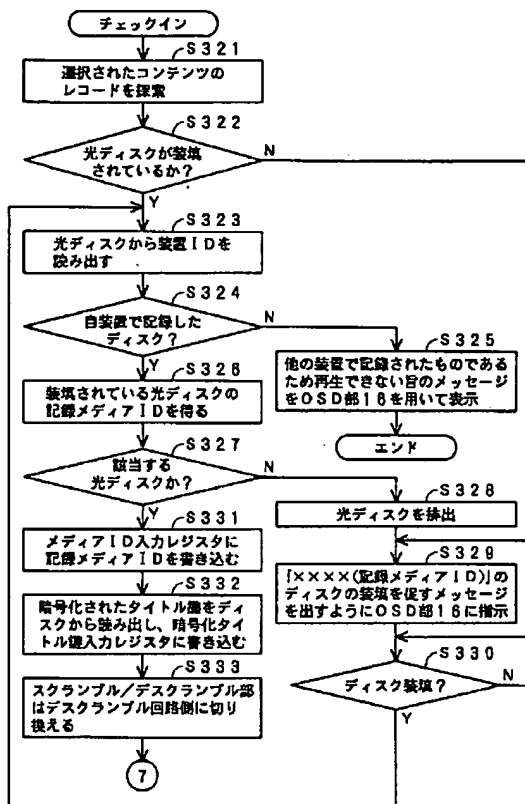 チェックイン
S321
選択されたコンテンツの
レコードを探索
S322
光ディスクが装填
されているか？
N
Y
S323
光ディスクから装置IDを
読み出す
S324
自装置で記録した
ディスク？
N
Y
S325
他の装置で記録されたものである
ため再生できない旨のメッセージ
をOSD部16を用いて表示
エンド
S326
装填されている光ディスクの
記録メディアIDを得る
S327
該当する
光ディスクか？
N
Y
S328
光ディスクを排出
S329
「××××(記録メディアID)」の
ディスクの装填を促すメッセージ
を出すようにOSD部16に指示
S330
ディスク装填？
N
Y
S331
メディアID入力レジスタに
記録メディアIDを書き込む
S332
暗号化されたタイトル鍵をディ
スクから読み出し、暗号化タイ
トル鍵入力レジスタに書き込む
S333
スクランブル／デスクランブル部
はデスクランブル回路側に切り
換える
7